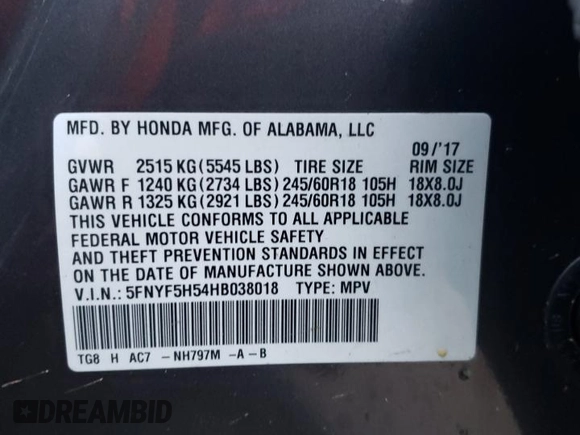 MFD. BY HONDA MFG. OF ALABAMA, LLC
09/'17
GVWR 2515 KG (5545 LBS) TIRE SIZE RIM SIZE
GAWR F 1240 KG (2734 LBS) 245/60R18 105H 18X8.0J
GAWR R 1325 KG (2921 LBS) 245/60R18 105H 18X8.0J
THIS VEHICLE CONFORMS TO ALL APPLICABLE
FEDERAL MOTOR VEHICLE SAFETY
AND THEFT PREVENTION STANDARDS IN EFFECT
ON THE DATE OF MANUFACTURE SHOWN ABOVE.
V.I.N.: 5FNYF5H54HB038018 TYPE: MPV
TG8 H AC7 - NH797M -A-B
DREAMBID